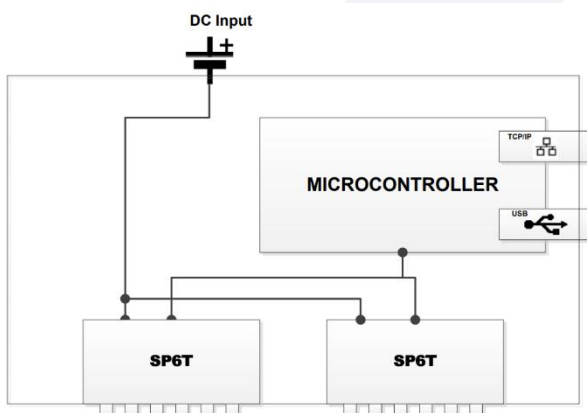 DC Input
+
TCP/IP
MICROCONTROLLER
USB
SP6T
SP6T